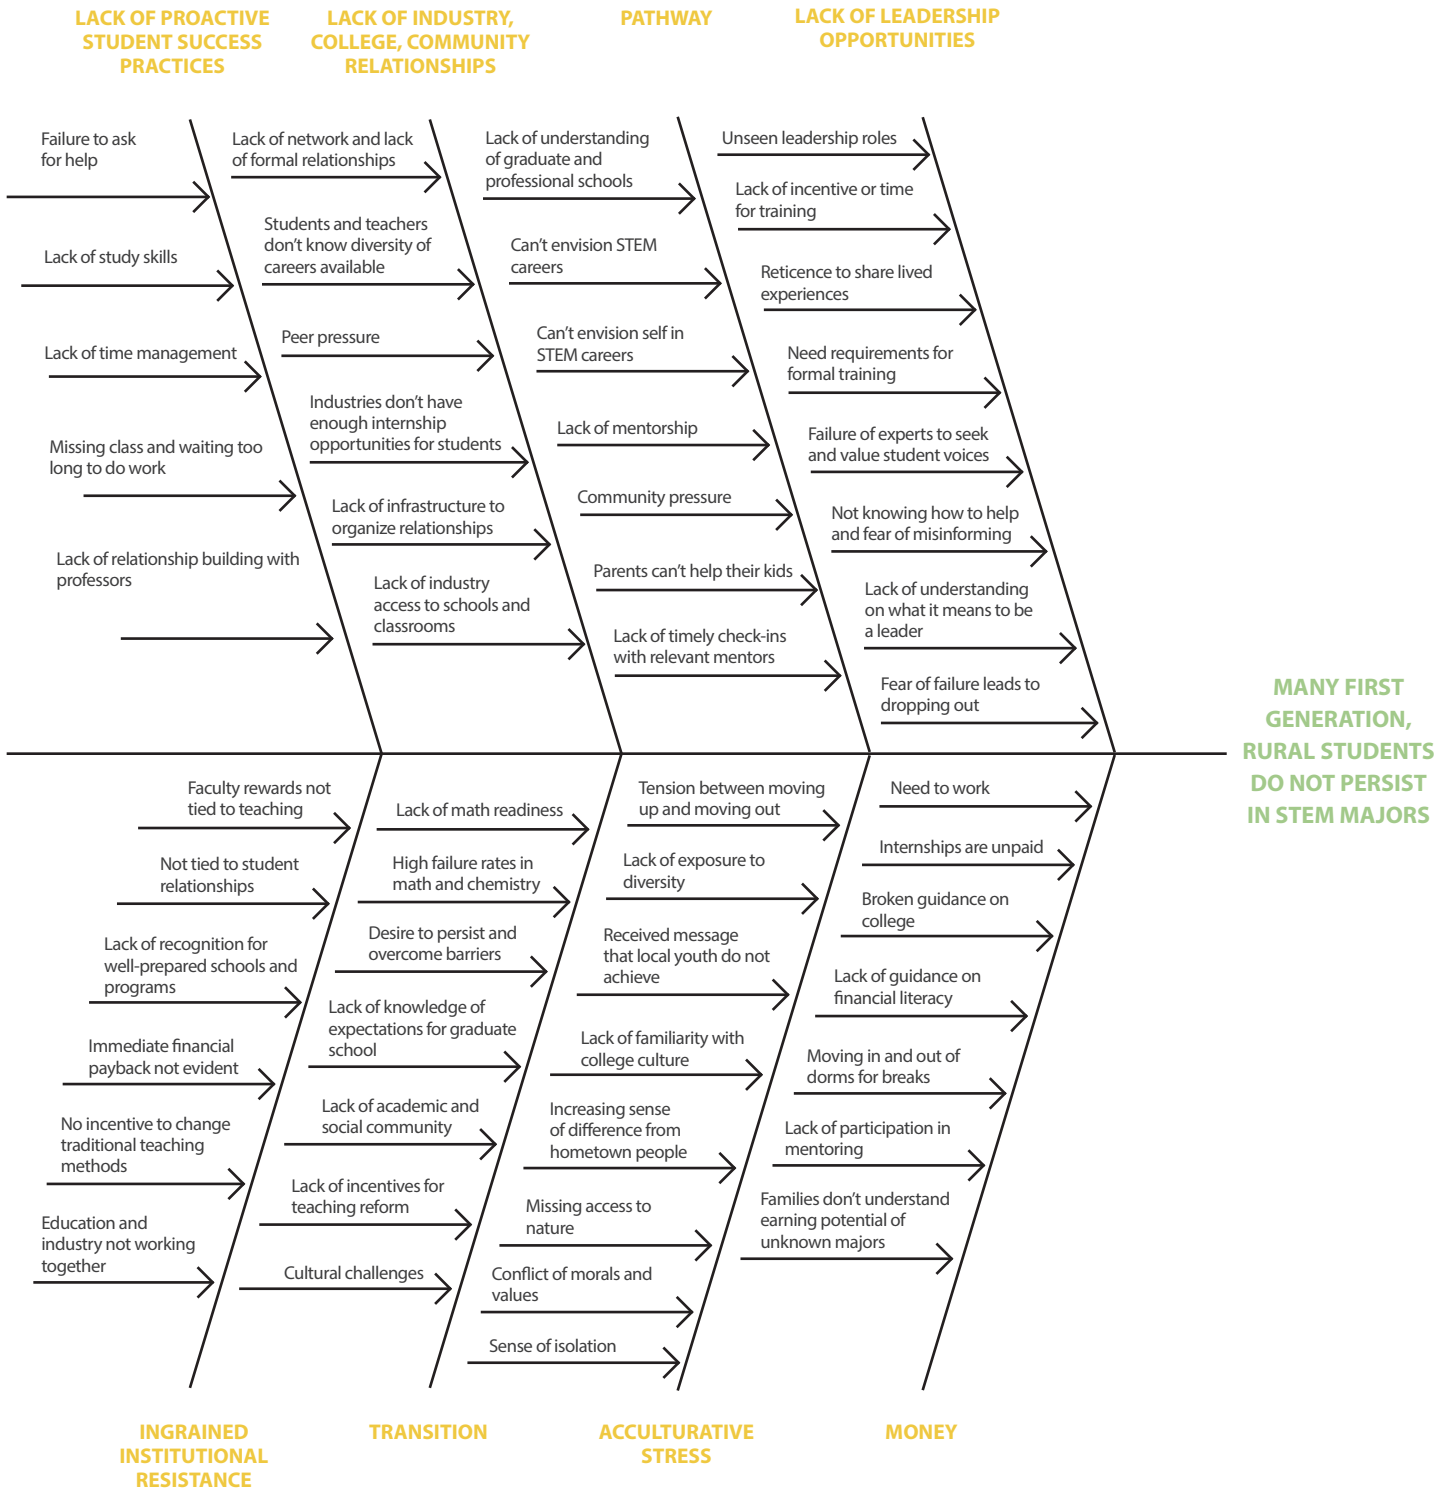 LACK OF PROACTIVE
STUDENT SUCCESS
PRACTICES
LACK OF INDUSTRY,
COLLEGE, COMMUNITY
RELATIONSHIPS
PATHWAY
LACK OF LEADERSHIP
OPPORTUNITIES
Failure to ask
for help
Lack of study skills
Lack of time management
Missing class and waiting too
long to do work
Lack of relationship building with
professors
Lack of network and lack
of formal relationships
Students and teachers
don’t know diversity of
careers available
Peer pressure
Industries don’t have
enough internship
opportunities for students
Lack of infrastructure to
organize relationships
Lack of industry
access to schools and
classrooms
Lack of understanding
of graduate and
professional schools
Can’t envision STEM
careers
Can’t envision self in
STEM careers
Lack of mentorship
Community pressure
Parents can’t help their kids
Lack of timely check-ins
with relevant mentors
Unseen leadership roles
Lack of incentive or time
for training
Reticence to share lived
experiences
Need requirements for
formal training
Failure of experts to seek
and value student voices
Not knowing how to help
and fear of misinforming
Lack of understanding
on what it means to be
a leader
Fear of failure leads to
dropping out
MANY FIRST
GENERATION,
RURAL STUDENTS
DO NOT PERSIST
IN STEM MAJORS
Faculty rewards not
tied to teaching
Not tied to student
relationships
Lack of recognition for
well-prepared schools and
programs
Immediate financial
payback not evident
No incentive to change
traditional teaching
methods
Education and
industry not working
together
Lack of math readiness
High failure rates in
math and chemistry
Desire to persist and
overcome barriers
Lack of knowledge of
expectations for graduate
school
Lack of academic and
social community
Lack of incentives for
teaching reform
Cultural challenges
Tension between moving
up and moving out
Lack of exposure to
diversity
Received message
that local youth do not
achieve
Lack of familiarity with
college culture
Increasing sense
of difference from
hometown people
Missing access to
nature
Conflict of morals and
values
Sense of isolation
Need to work
Internships are unpaid
Broken guidance on
college
Lack of guidance on
financial literacy
Moving in and out of
dorms for breaks
Lack of participation in
mentoring
Families don’t understand
earning potential of
unknown majors
INGRAINED
INSTITUTIONAL
RESISTANCE
TRANSITION
ACCULTURATIVE
STRESS
MONEY